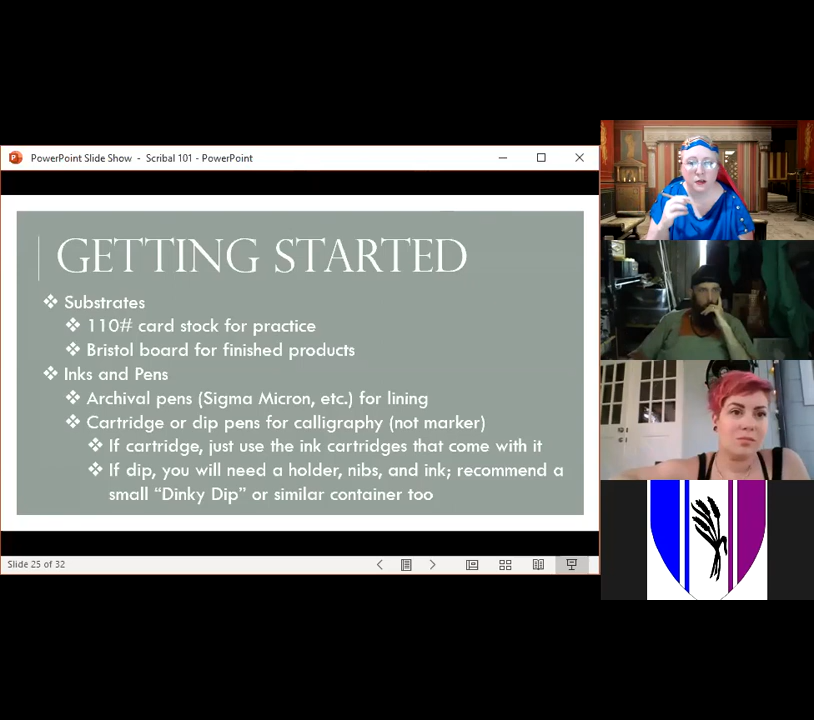 PowerPoint Slide Show - Scribal 101 - PowerPoint
GETTING STARTED
❖ Substrates
❖ 110# card stock for practice
❖ Bristol board for finished products
❖ Inks and Pens
❖ Archival pens (Sigma Micron, etc.) for lining
❖ Cartridge or dip pens for calligraphy (not marker)
❖ If cartridge, just use the ink cartridges that come with it
❖ If dip, you will need a holder, nibs, and ink; recommend a
small “Dinky Dip” or similar container too
Slide 25 of 32